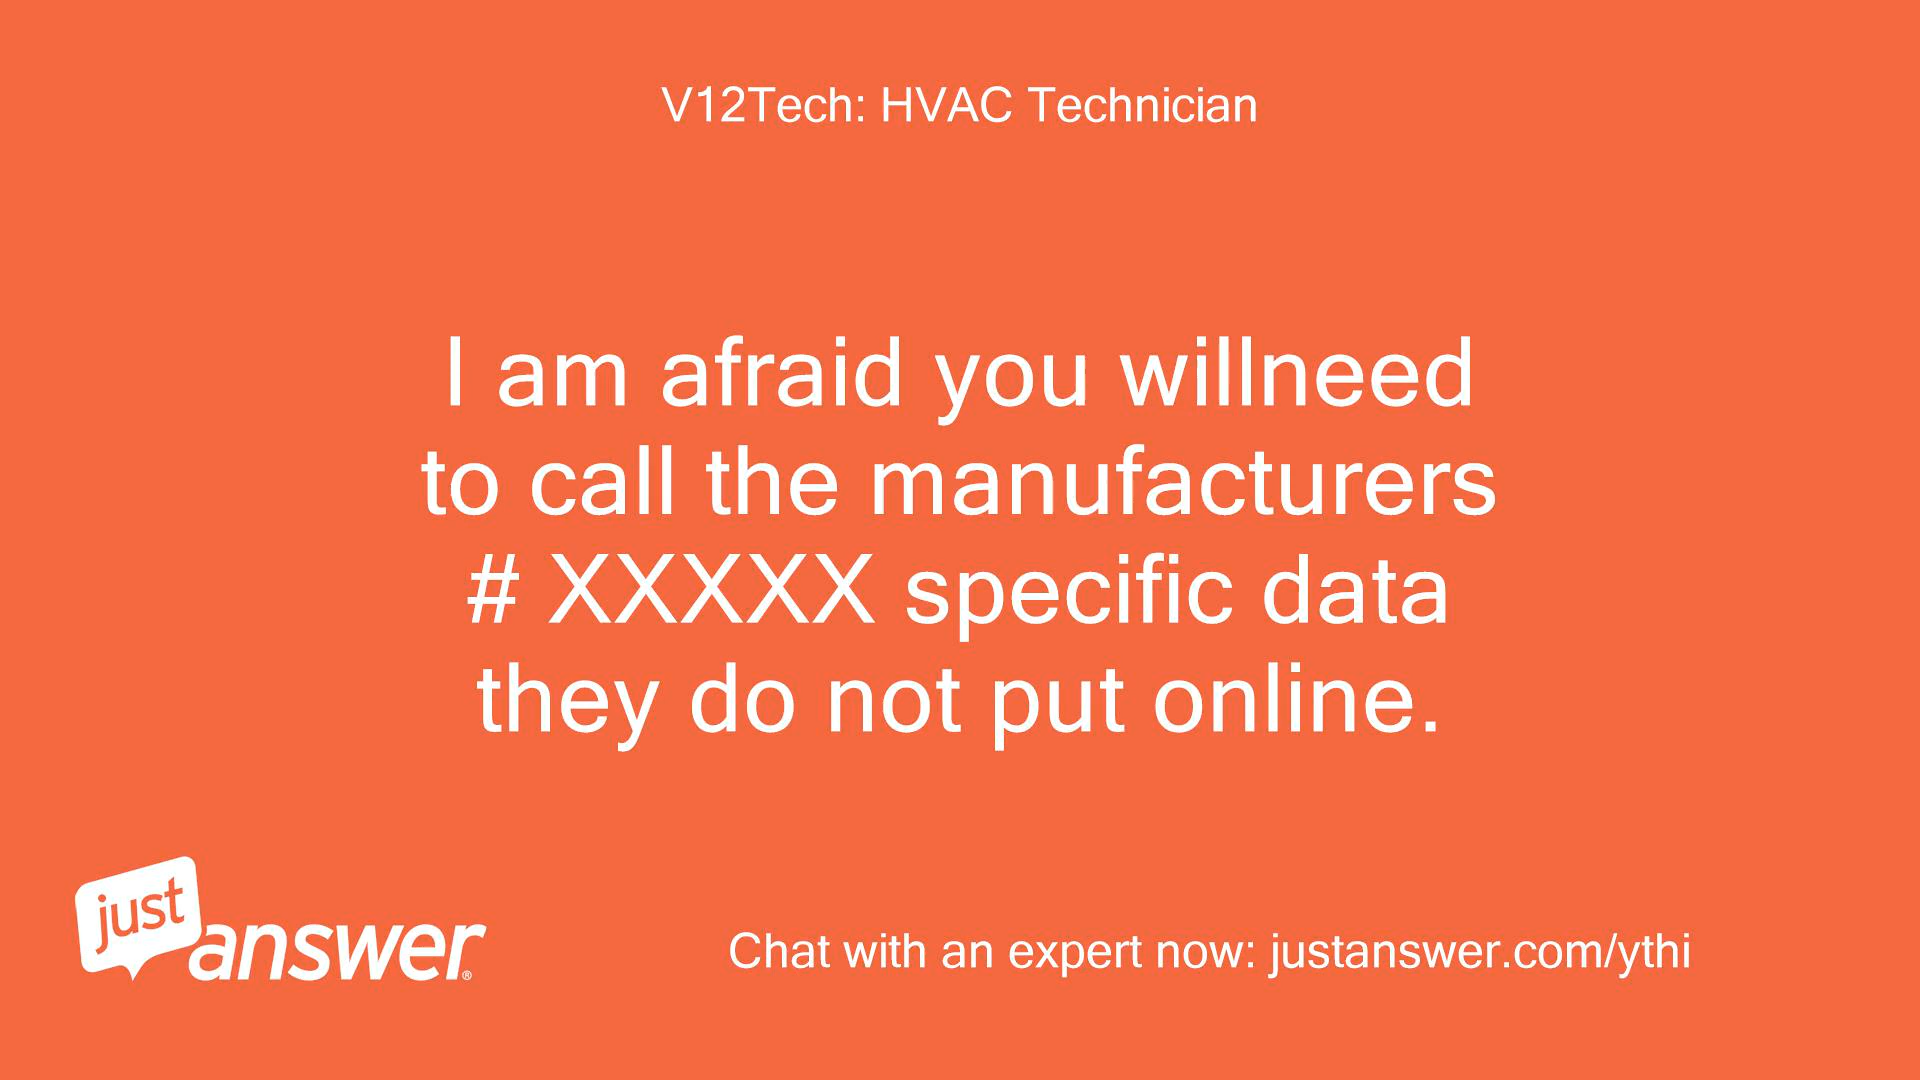 V12Tech: HVAC Technician
I am afraid you willneed
to call the manufacturers
# XXXXX specific data
they do not put online.
just
answer®
Chat with an expert now: justanswer.com/ythi